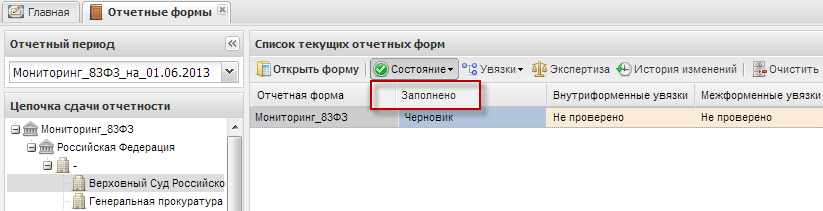 Главная
Отчетные формы
Отчетный период
Мониторинг_83ФЗ_на_01.06.2013
Цепочка сдачи отчетности
Мониторинг_83ФЗ
Российская Федерация
-
Верховный Суд Российско
Генеральная прокуратура
Список текущих отчетных форм
Открыть форму Состояние Увязки Экспертиза История изменений Очистить
Отчетная форма Заполнено Внутриформенные увязки Межформенные увязки
Мониторинг_83ФЗ Черновик Не проверено Не проверено